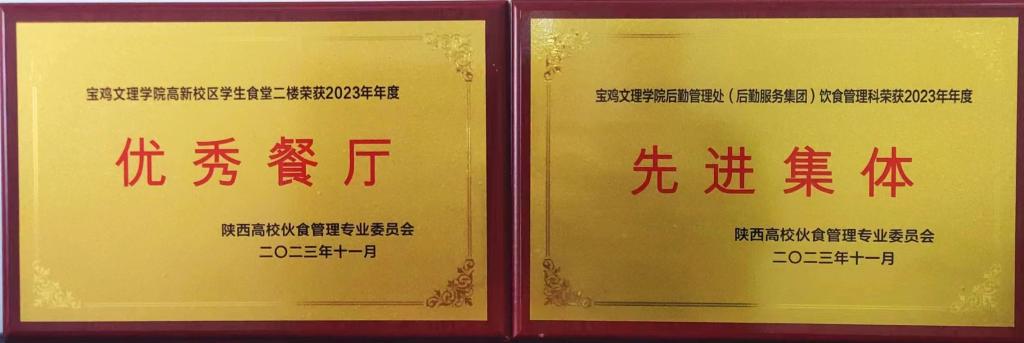 宝鸡文理学院高新校区学生食堂二楼荣获2023年年度
优秀餐厅
陕西高校伙食管理专业委员会
二〇二三年十一月
宝鸡文理学院后勤管理处（后勤服务集团）饮食管理科荣获2023年年度
先进集体
陕西高校伙食管理专业委员会
二〇二三年十一月